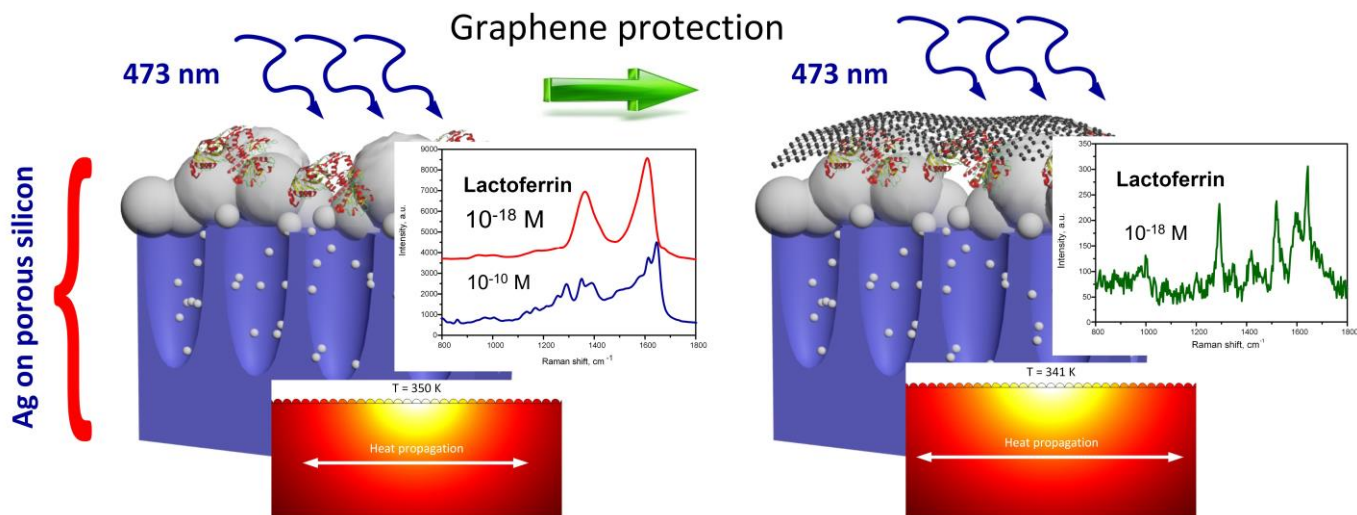 Graphene protection
473 nm
Ag on porous silicon
9000
8000
7000
6000
5000
4000
3000
2000
1000
0
Intensity, a.u.
Lactoferrin
10⁻¹⁸ M
10⁻¹⁰ M
800 1000 1200 1400 1600 1800
Raman shift, cm⁻¹
T = 350 K
Heat propagation
473 nm
350
300
250
200
150
100
50
0
Intensity, a.u.
Lactoferrin
10⁻¹⁸ M
800 1000 1200 1400 1600 1800
Raman shift, cm⁻¹
T = 341 K
Heat propagation